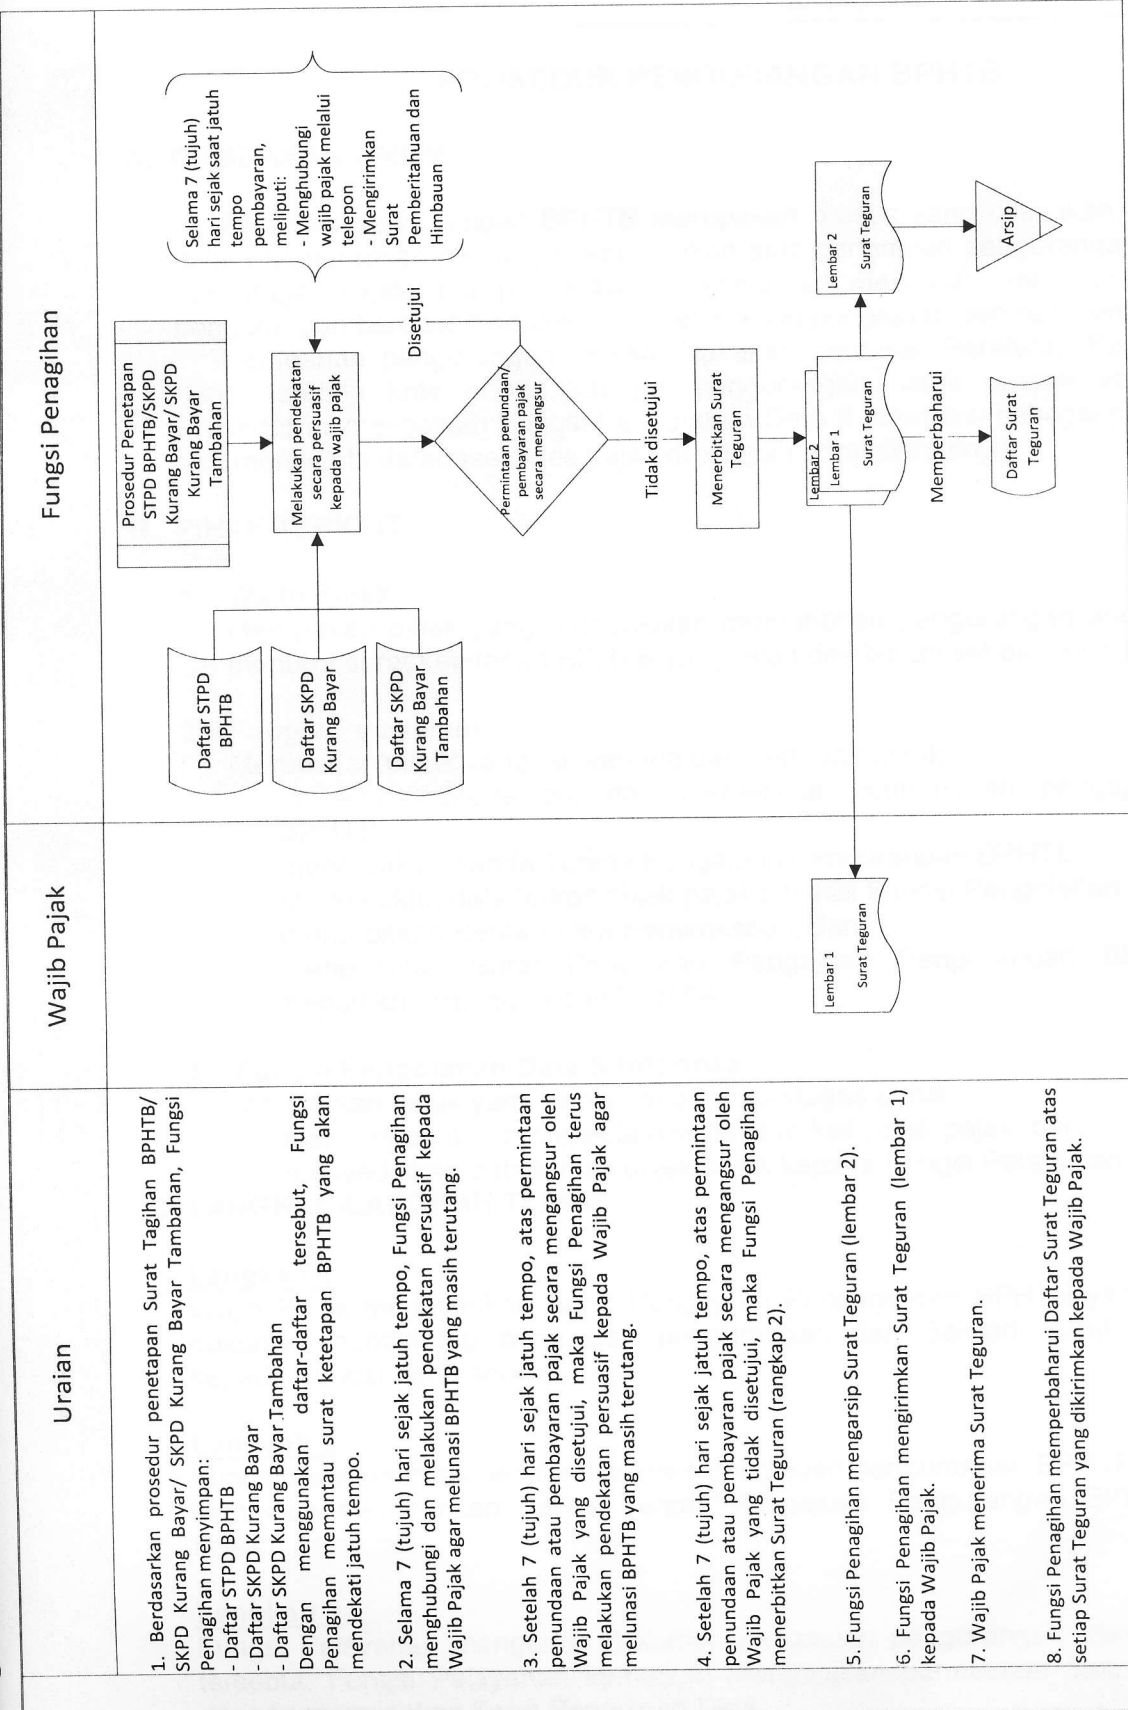 Uraian
Wajib Pajak
Fungsi Penagihan
1. Berdasarkan prosedur penetapan Surat Tagihan BPHTB/
SKPD Kurang Bayar/ SKPD Kurang Bayar Tambahan, Fungsi
Penagihan menyimpan:
- Daftar STPD BPHTB
- Daftar SKPD Kurang Bayar
- Daftar SKPD Kurang Bayar Tambahan
Dengan menggunakan daftar-daftar tersebut, Fungsi
Penagihan memantau surat ketetapan BPHTB yang akan
mendekati jatuh tempo.
2. Selama 7 (tujuh) hari sejak jatuh tempo, Fungsi Penagihan
menghubungi dan melakukan pendekatan persuasif kepada
Wajib Pajak agar melunasi BPHTB yang masih terutang.
3. Setelah 7 (tujuh) hari sejak jatuh tempo, atas permintaan
penundaan atau pembayaran pajak secara mengangsur oleh
Wajib Pajak yang disetujui, maka Fungsi Penagihan terus
melakukan pendekatan persuasif kepada Wajib Pajak agar
melunasi BPHTB yang masih terutang.
4. Setelah 7 (tujuh) hari sejak jatuh tempo, atas permintaan
penundaan atau pembayaran pajak secara mengangsur oleh
Wajib Pajak yang tidak disetujui, maka Fungsi Penagihan
menerbitkan Surat Teguran (rangkap 2).
5. Fungsi Penagihan mengarsip Surat Teguran (lembar 2).
6. Fungsi Penagihan mengirimkan Surat Teguran (lembar 1)
kepada Wajib Pajak.
7. Wajib Pajak menerima Surat Teguran.
8. Fungsi Penagihan memperbaharui Daftar Surat Teguran atas
setiap Surat Teguran yang dikirimkan kepada Wajib Pajak.
Lembar 1
Surat Teguran
Prosedur Penetapan
STPD BPHTB/SKPD
Kurang Bayar/ SKPD
Kurang Bayar
Tambahan
Daftar STPD
BPHTB
Daftar SKPD
Kurang Bayar
Daftar SKPD
Kurang Bayar
Tambahan
Melakukan pendekatan
secara persuasif
kepada wajib pajak
Selama 7 (tujuh)
hari sejak saat jatuh
tempo
pembayaran,
meliputi:
- Menghubungi
wajib pajak melalui
telepon
- Mengirimkan
Surat
Pemberitahuan dan
Himbauan
Disetujui
Permintaan penundaan/
pembayaran pajak
secara mengangsur
Tidak disetujui
Menerbitkan Surat
Teguran
Lembar 2
Lembar 1
Surat Teguran
Lembar 2
Surat Teguran
Arsip
Memperbaharui
Daftar Surat
Teguran